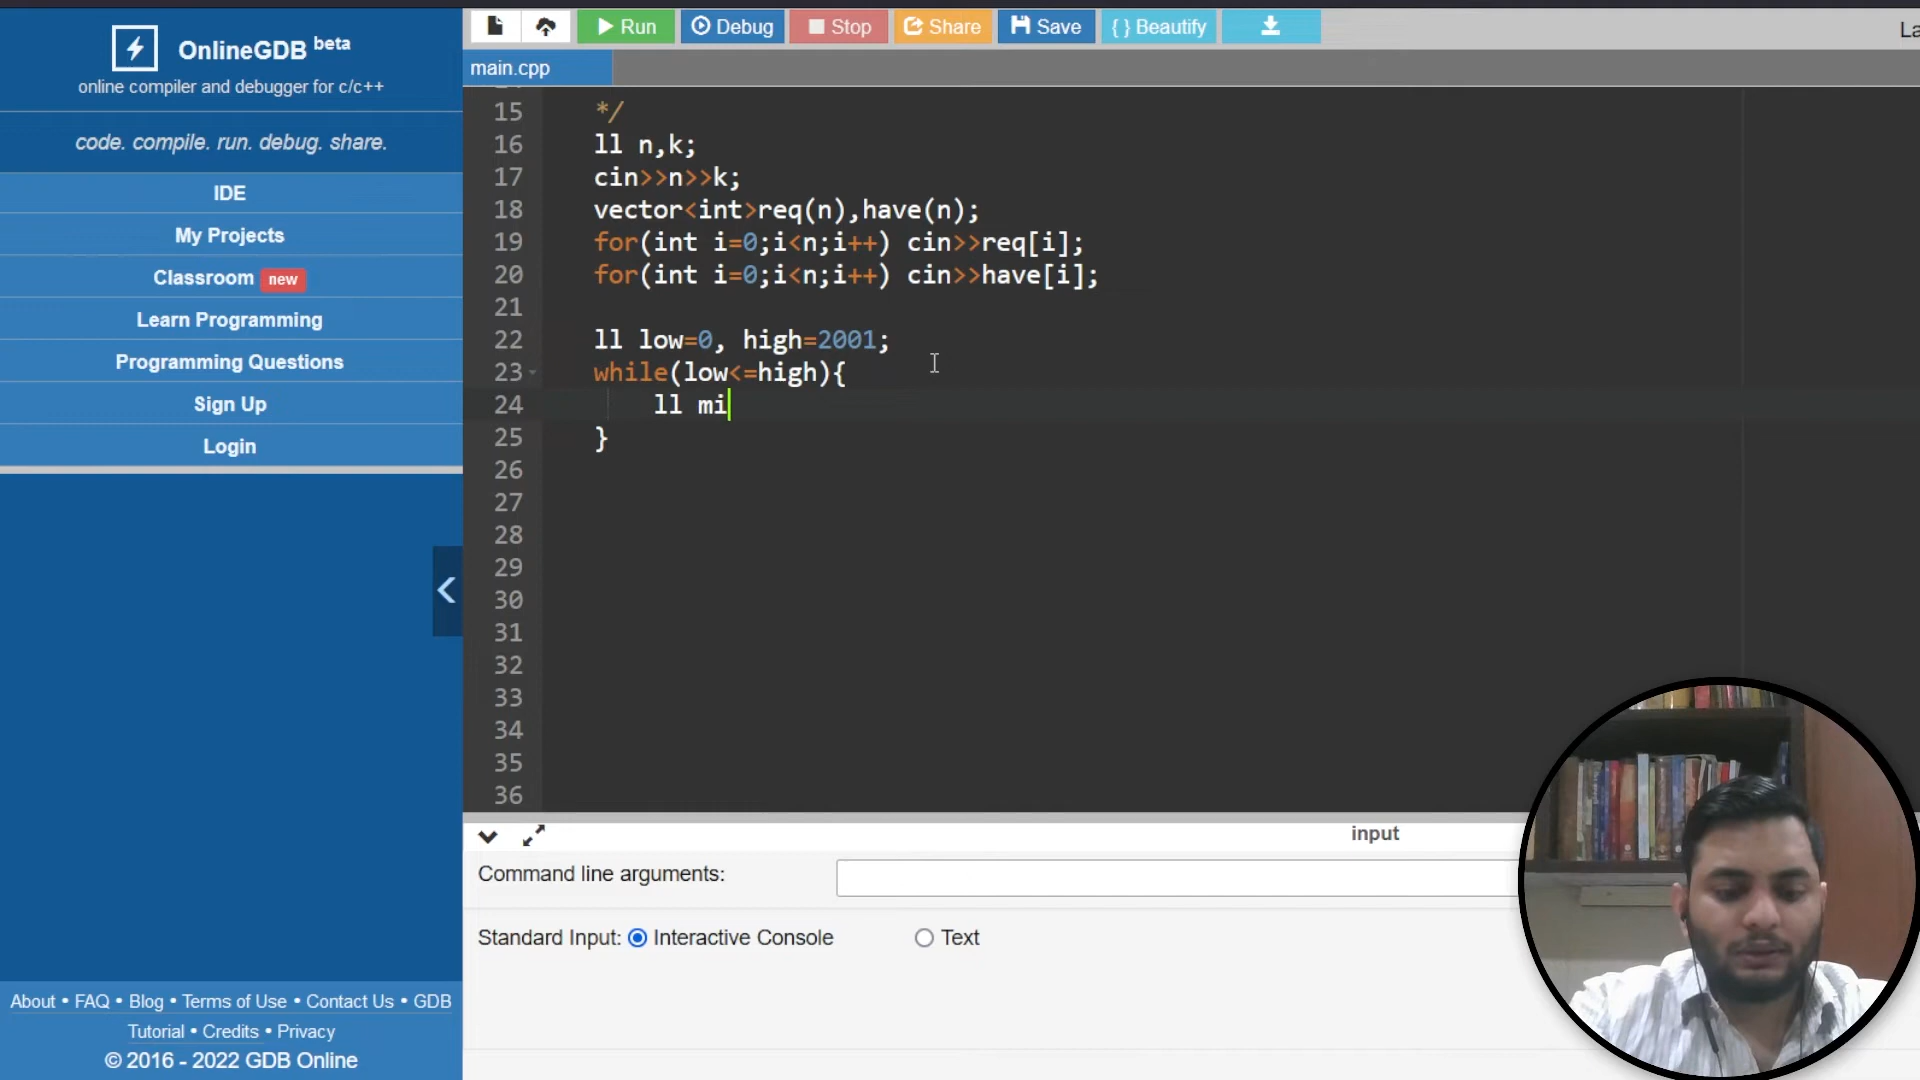 OnlineGDB beta
online compiler and debugger for c/c++
code. compile. run. debug. share.
IDE
My Projects
Classroom new
Learn Programming
Programming Questions
Sign Up
Login
About • FAQ • Blog • Terms of Use • Contact Us • GDB
Tutorial • Credits • Privacy
© 2016 - 2022 GDB Online
Run
Debug
Stop
Share
Save
{ } Beautify
main.cpp
15 */
16 ll n,k;
17 cin>>n>>k;
18 vector<int>req(n),have(n);
19 for(int i=0;i<n;i++) cin>>req[i];
20 for(int i=0;i<n;i++) cin>>have[i];
21
22 ll low=0, high=2001;
23 while(low<=high){
24 ll mi
25 }
26
27
28
29
30
31
32
33
34
35
36
input
Command line arguments:
Standard Input: Interactive Console Text